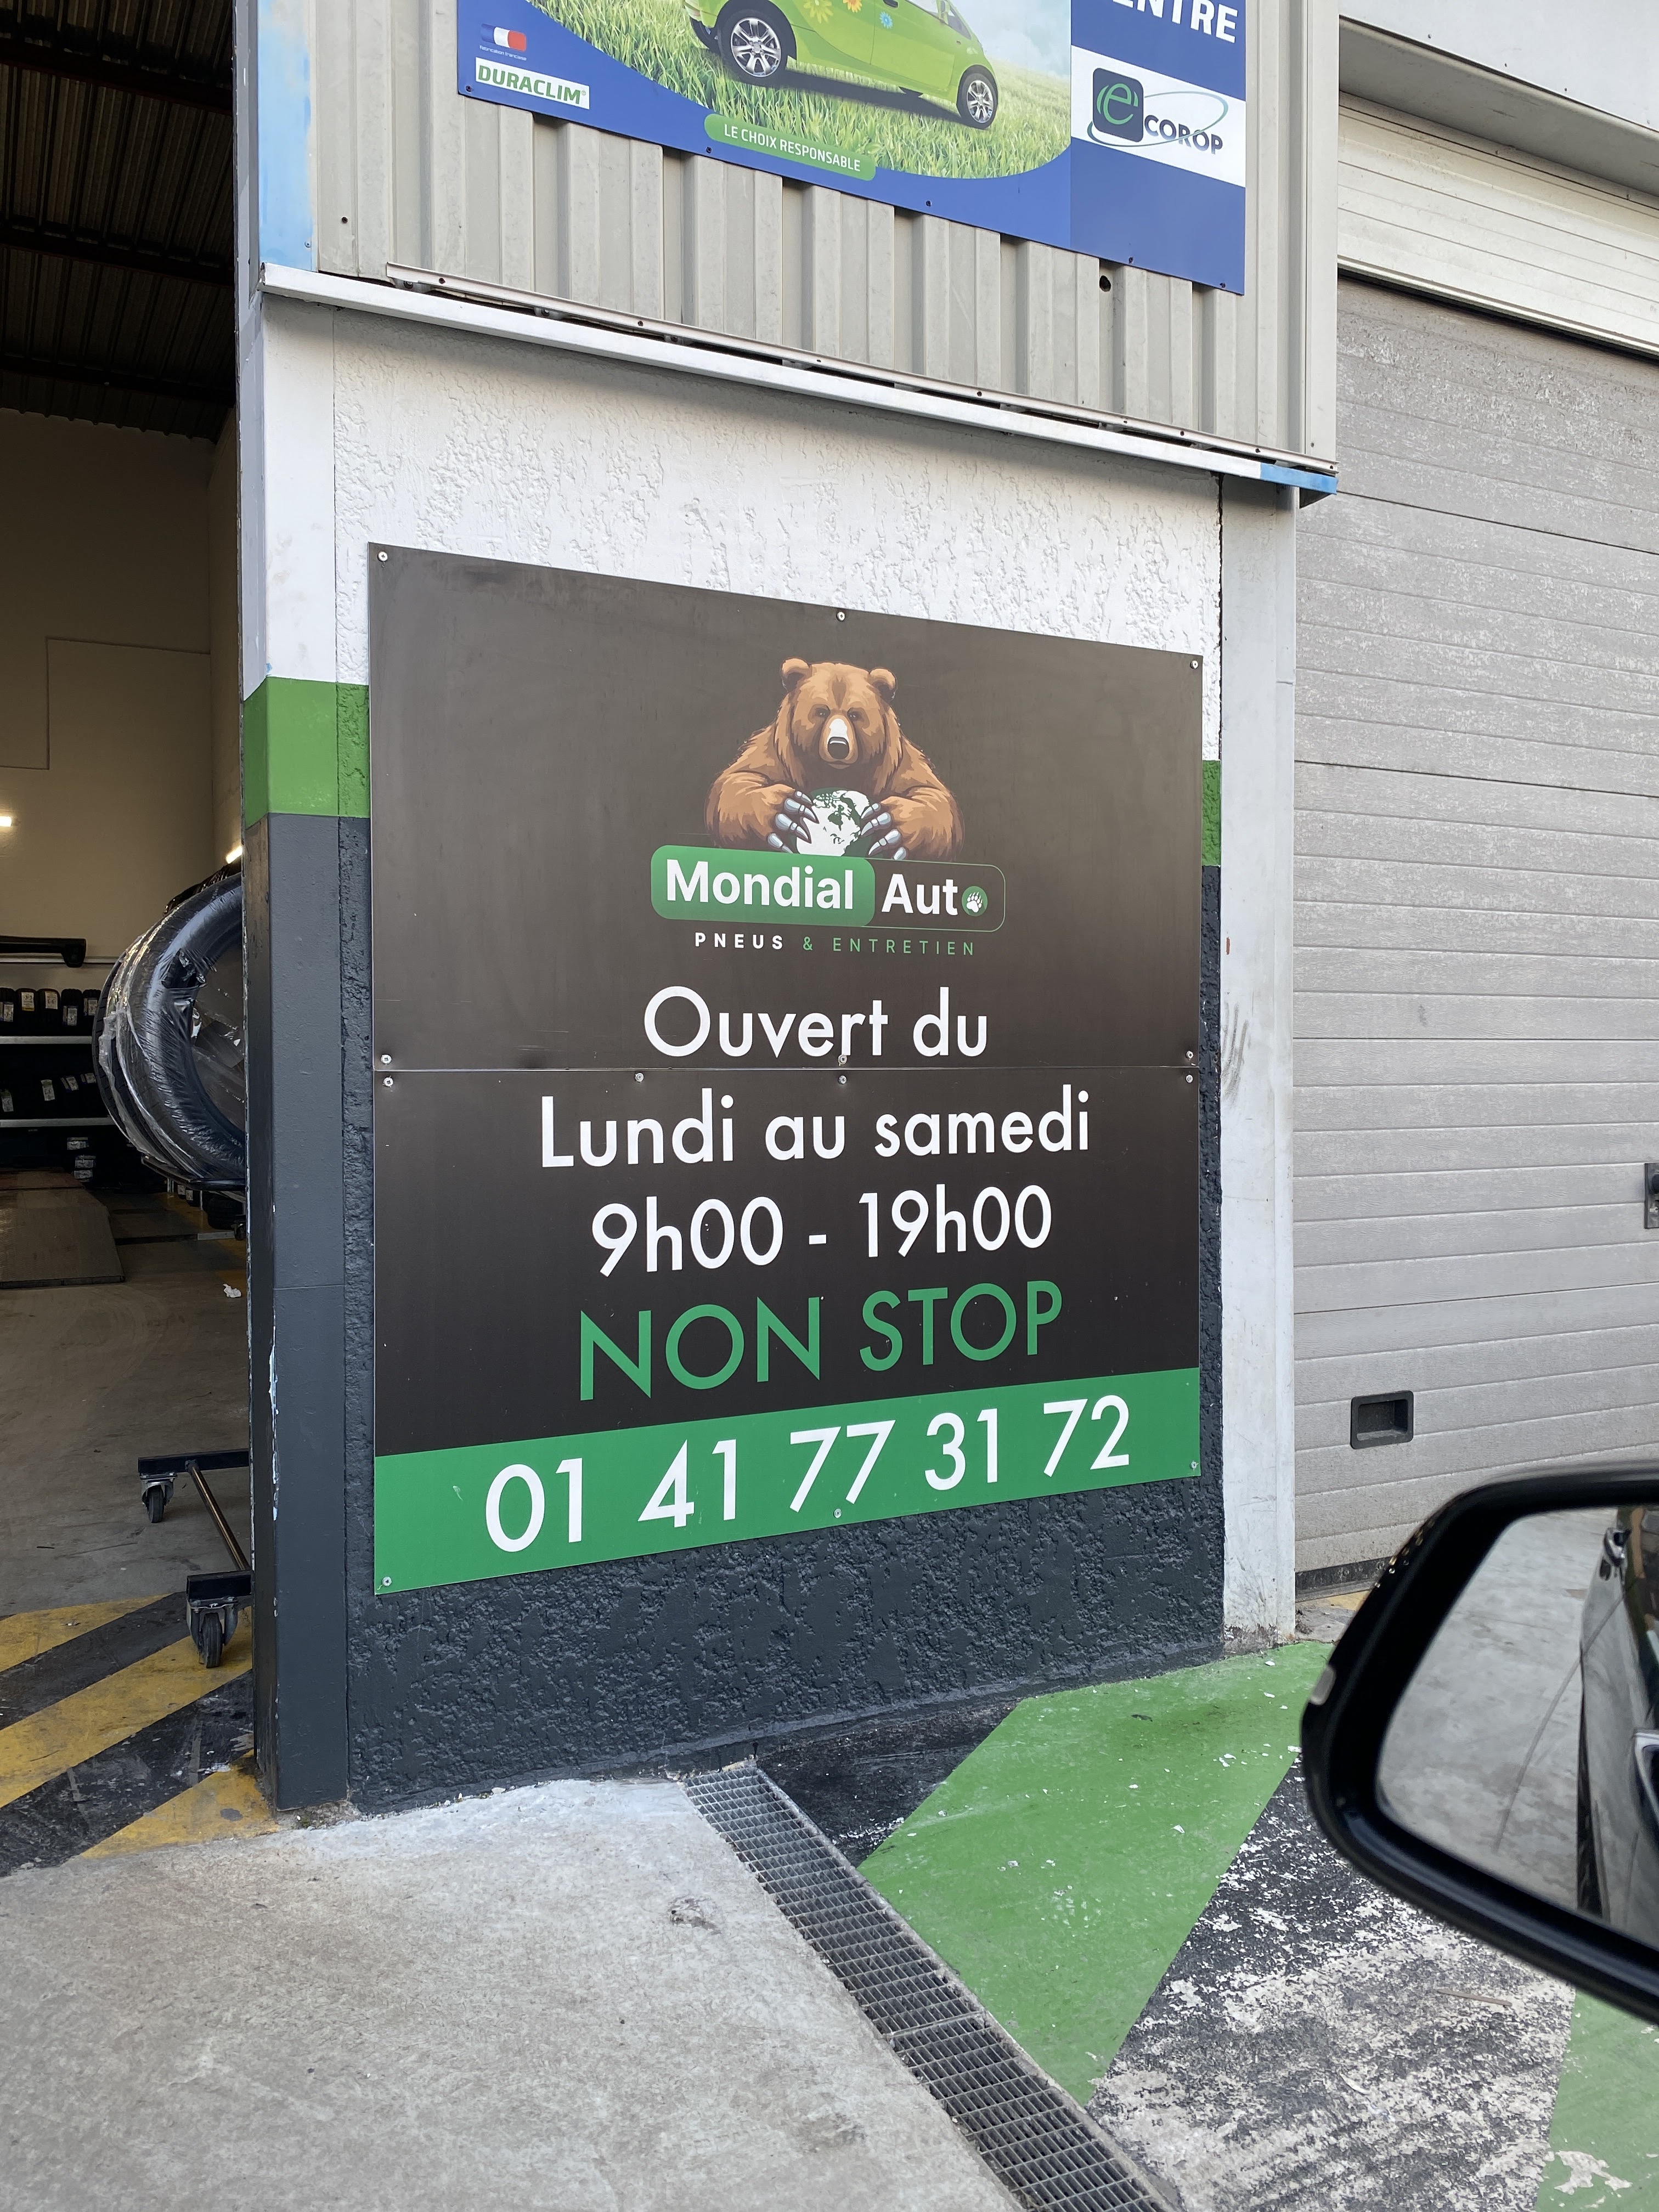 ENTRE
DURACLIM
LE CHOIX RESPONSABLE
eCOROP
Mondial Auto
PNEUS & ENTRETIEN
Ouvert du
Lundi au samedi
9h00 - 19h00
NON STOP
01 41 77 31 72